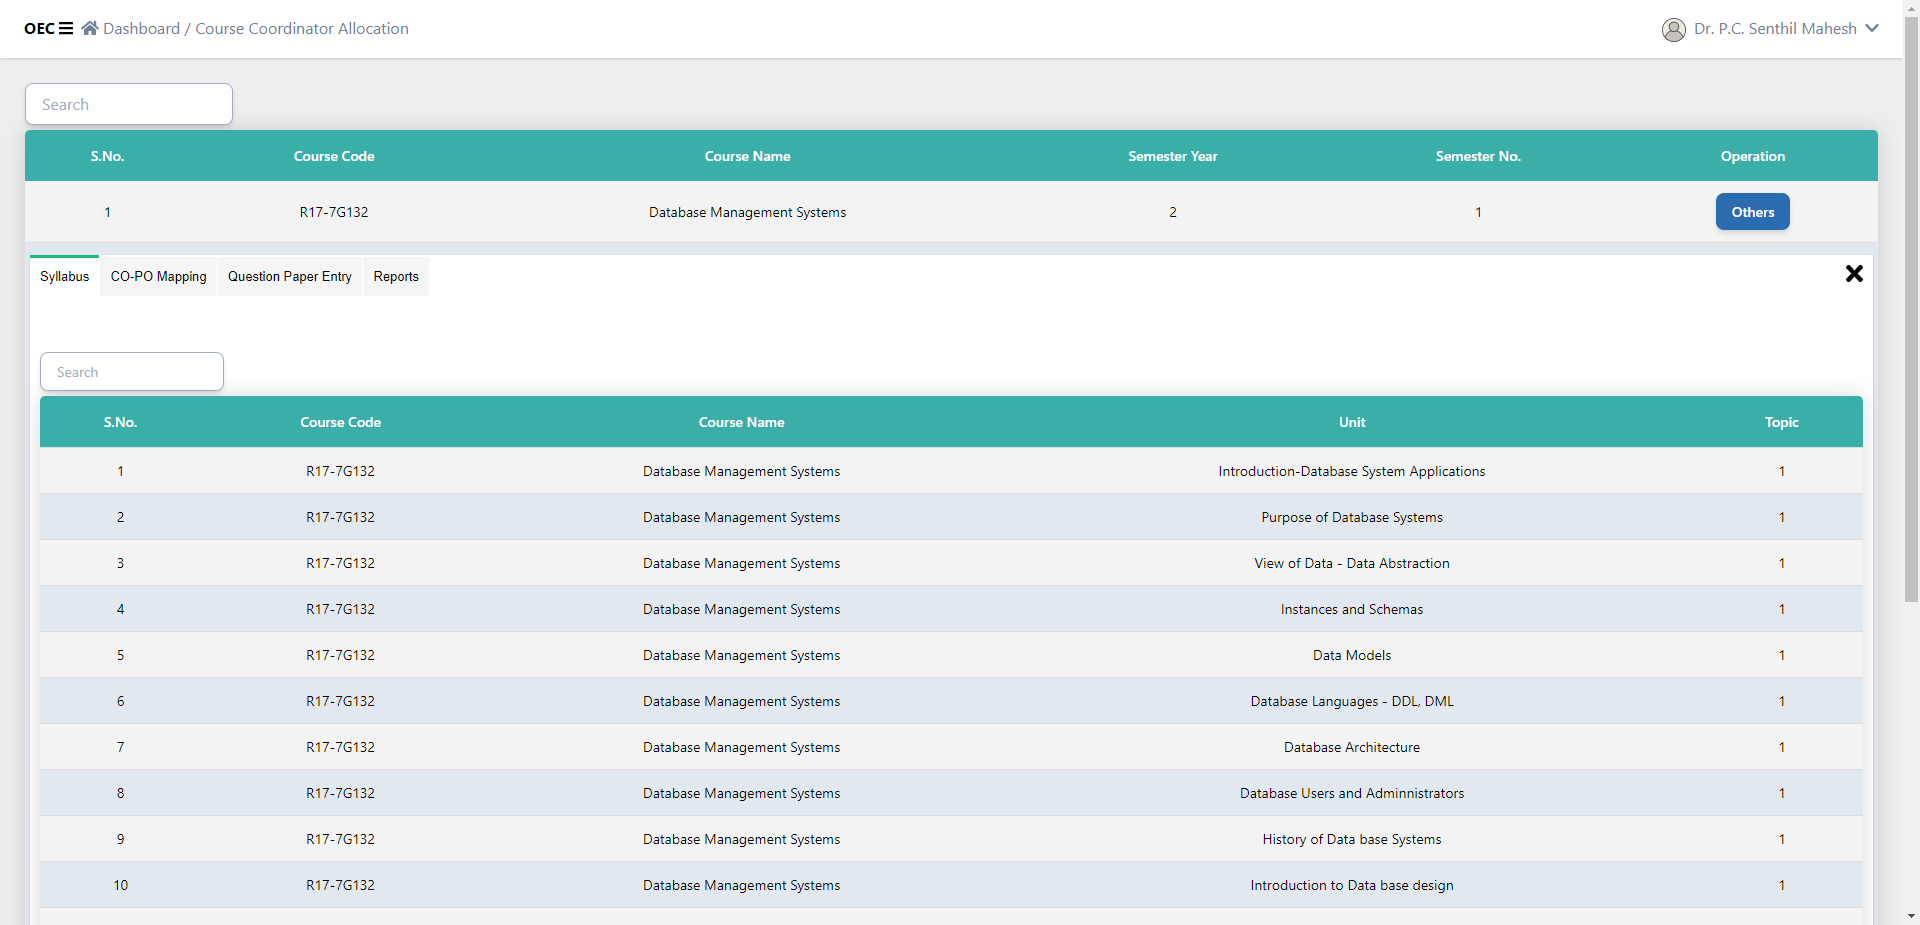 OEC Dashboard / Course Coordinator Allocation Dr. P.C. Senthil Mahesh
Search
S.No. Course Code Course Name Semester Year Semester No. Operation
1 R17-7G132 Database Management Systems 2 1 Others
Syllabus CO-PO Mapping Question Paper Entry Reports
Search
S.No. Course Code Course Name Unit Topic
1 R17-7G132 Database Management Systems Introduction-Database System Applications 1
2 R17-7G132 Database Management Systems Purpose of Database Systems 1
3 R17-7G132 Database Management Systems View of Data - Data Abstraction 1
4 R17-7G132 Database Management Systems Instances and Schemas 1
5 R17-7G132 Database Management Systems Data Models 1
6 R17-7G132 Database Management Systems Database Languages - DDL, DML 1
7 R17-7G132 Database Management Systems Database Architecture 1
8 R17-7G132 Database Management Systems Database Users and Adminnistrators 1
9 R17-7G132 Database Management Systems History of Data base Systems 1
10 R17-7G132 Database Management Systems Introduction to Data base design 1